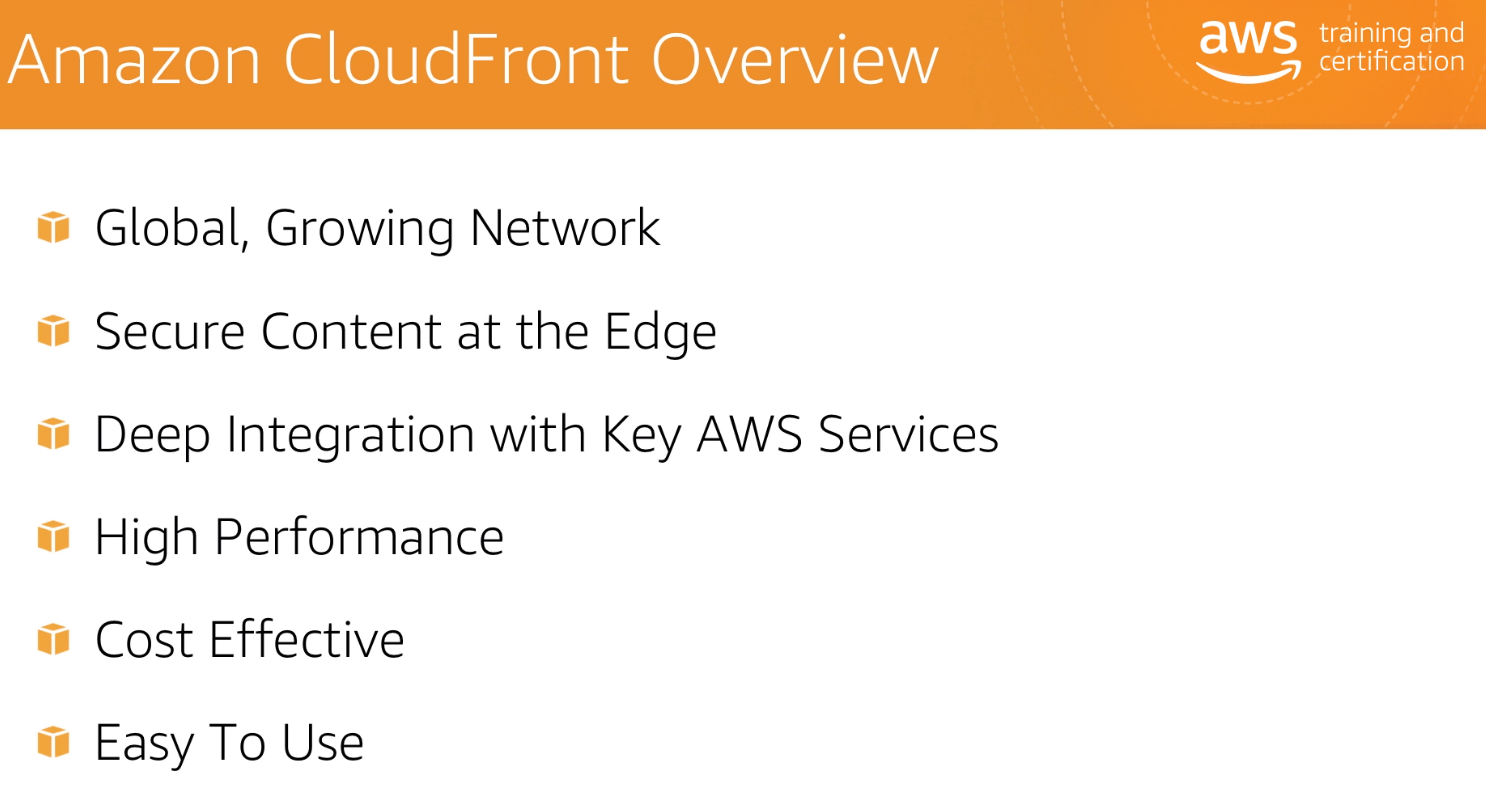 Amazon CloudFront Overview
aws training and
certification
Global, Growing Network
Secure Content at the Edge
Deep Integration with Key AWS Services
High Performance
Cost Effective
Easy To Use